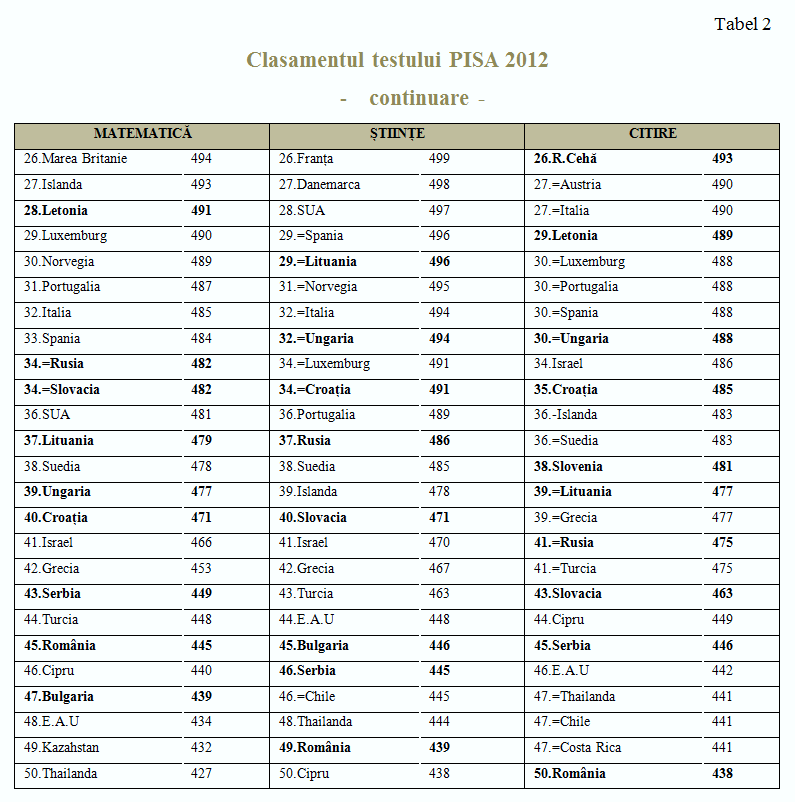 Tabel 2
Clasamentul testului PISA 2012
- continuare -
MATEMATICĂ ȘTIINȚE CITIRE
26.Marea Britanie 494 26.Franța 499 26.R.Cehă 493
27.Islanda 493 27.Danemarca 498 27.=Austria 490
28.Letonia 491 28.SUA 497 27.=Italia 490
29.Luxemburg 490 29.=Spania 496 29.Letonia 489
30.Norvegia 489 29.=Lituania 496 30.=Luxemburg 488
31.Portugalia 487 31.=Norvegia 495 30.=Portugalia 488
32.Italia 485 32.=Italia 494 30.=Spania 488
33.Spania 484 32.=Ungaria 494 30.=Ungaria 488
34.=Rusia 482 34.=Luxemburg 491 34.Israel 486
34.=Slovacia 482 34.=Croația 491 35.Croația 485
36.SUA 481 36.Portugalia 489 36.-Islanda 483
37.Lituania 479 37.Rusia 486 36.=Suedia 483
38.Suedia 478 38.Suedia 485 38.Slovenia 481
39.Ungaria 477 39.Islanda 478 39.=Lituania 477
40.Croația 471 40.Slovacia 471 39.=Grecia 477
41.Israel 466 41.Israel 470 41.=Rusia 475
42.Grecia 453 42.Grecia 467 41.=Turcia 475
43.Serbia 449 43.Turcia 463 43.Slovacia 463
44.Turcia 448 44.E.A.U 448 44.Cipru 449
45.România 445 45.Bulgaria 446 45.Serbia 446
46.Cipru 440 46.Serbia 445 46.E.A.U 442
47.Bulgaria 439 46.=Chile 445 47.=Thailanda 441
48.E.A.U 434 48.Thailanda 444 47.=Chile 441
49.Kazahstan 432 49.România 439 47.=Costa Rica 441
50.Thailanda 427 50.Cipru 438 50.România 438